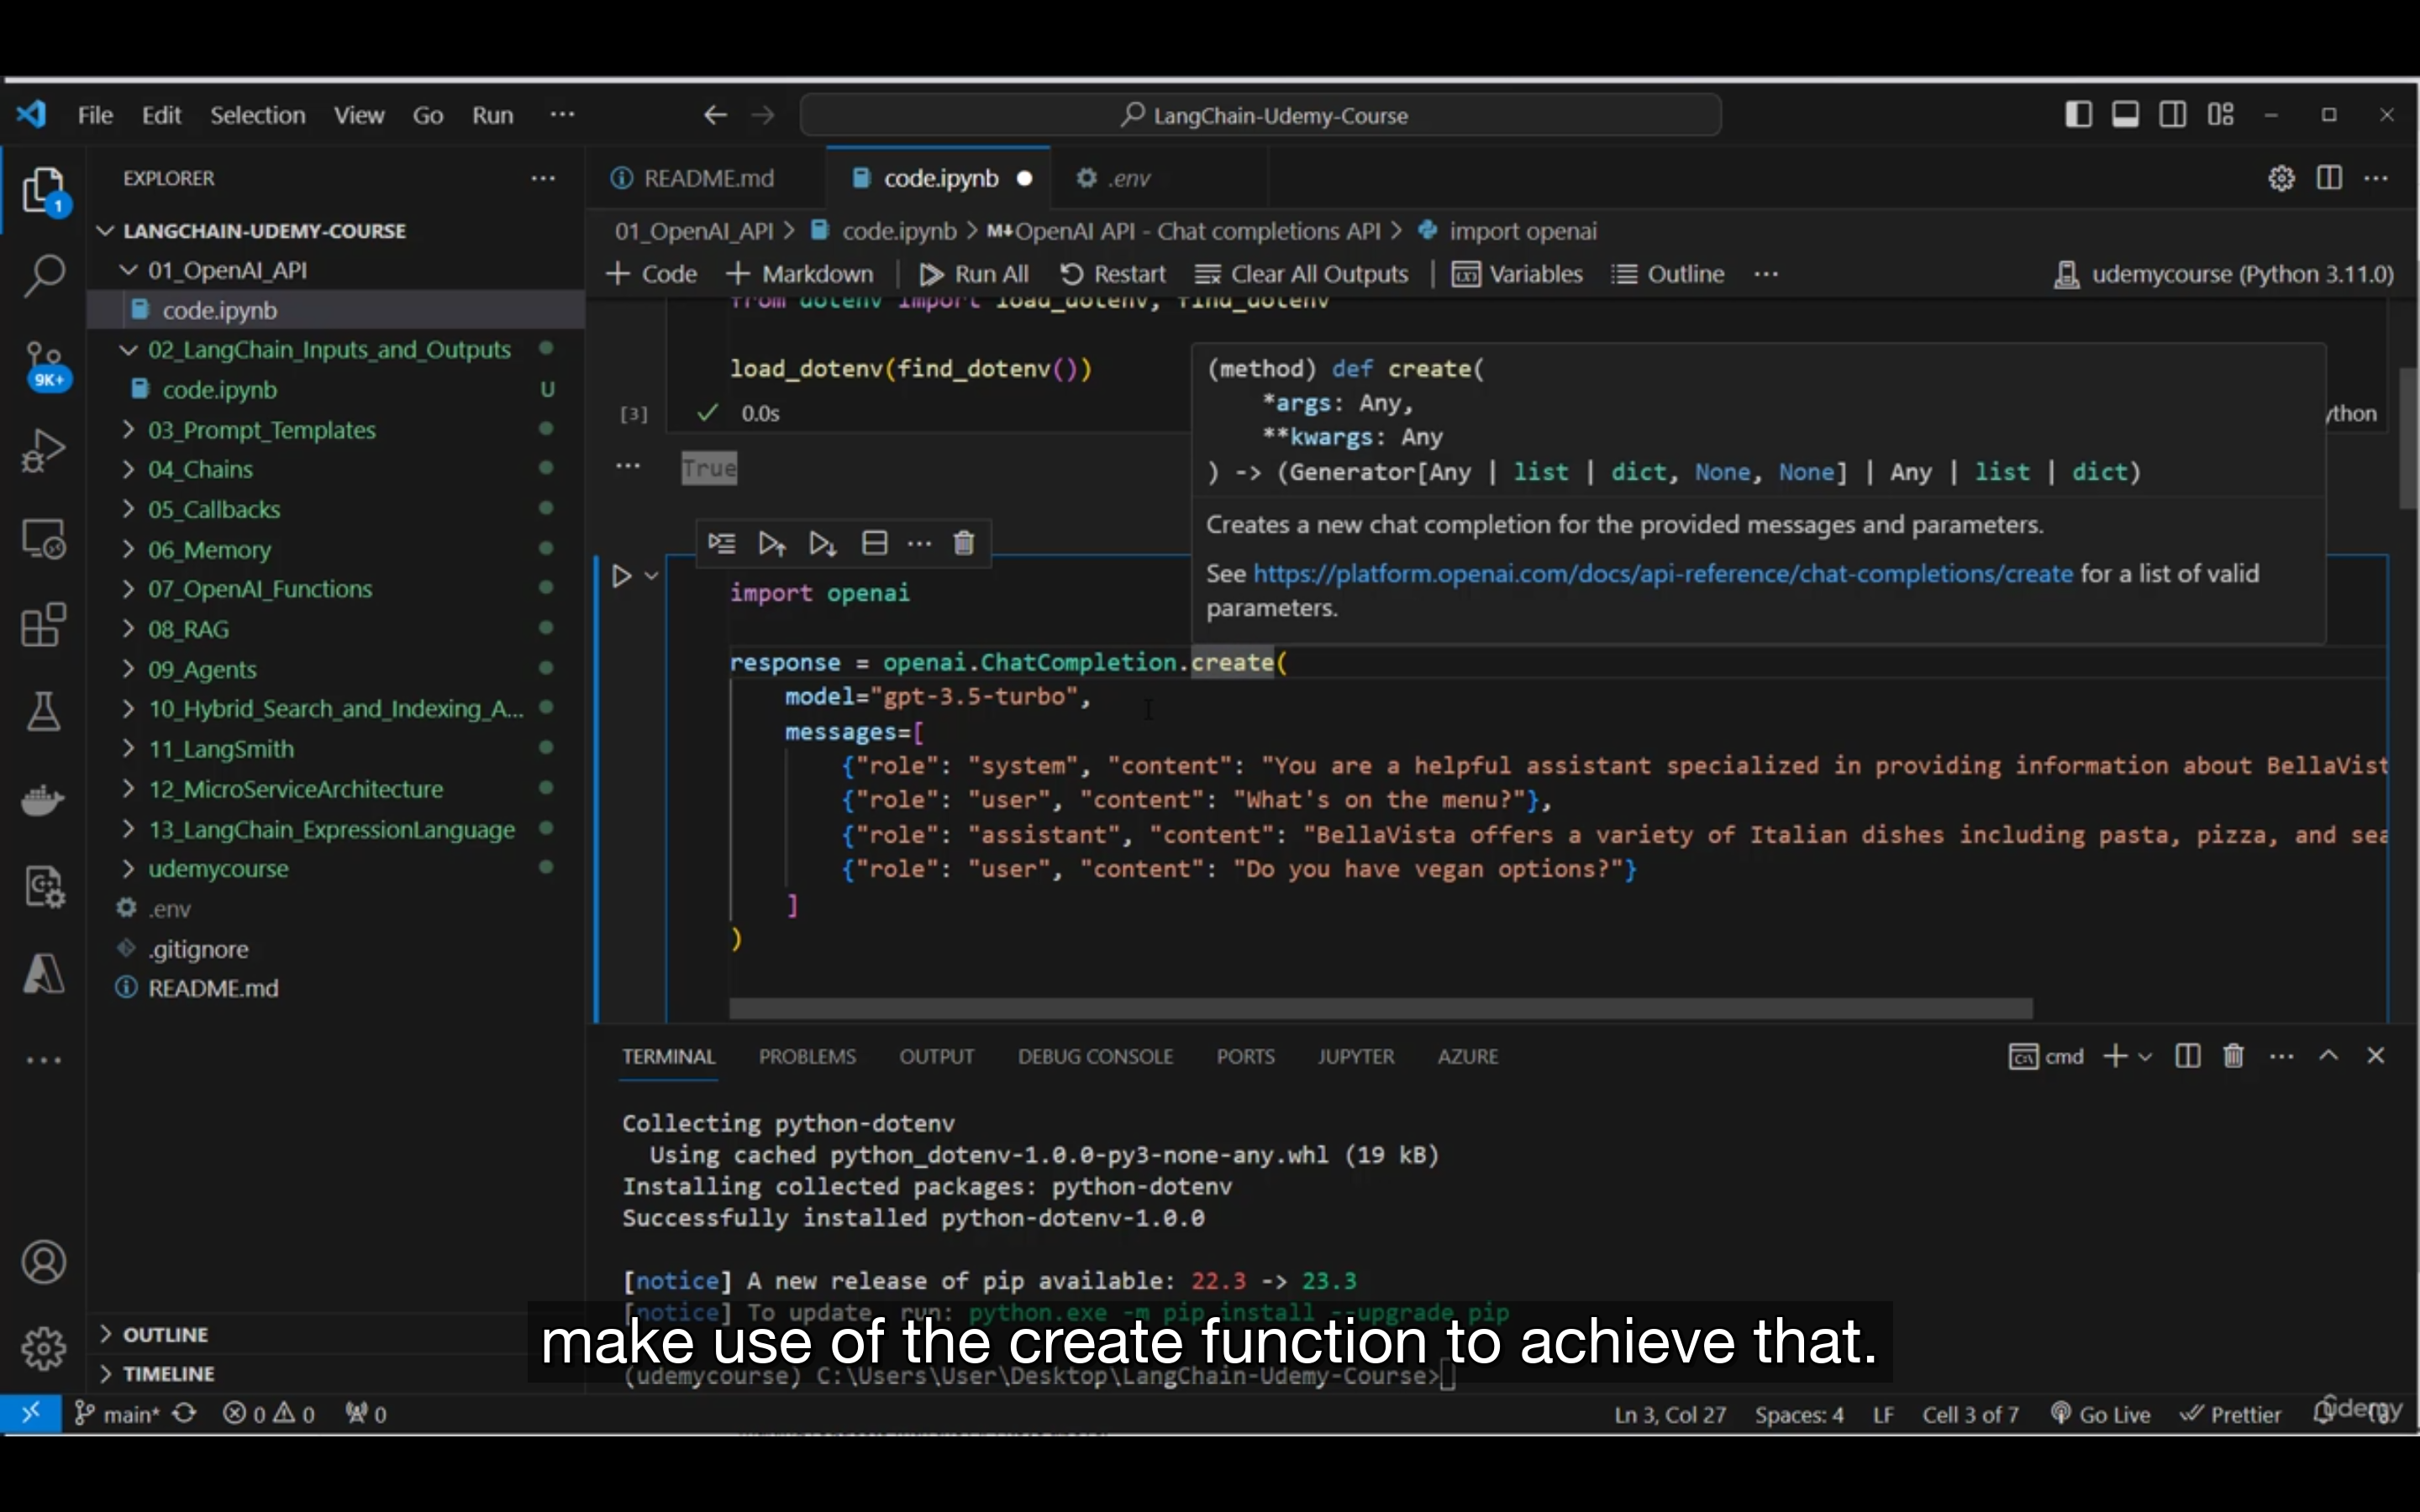 File Edit Selection View Go Run ...
LangChain-Udemy-Course
EXPLORER ...
LANGCHAIN-UDEMY-COURSE
01_OpenAI_API
code.ipynb
02_LangChain_Inputs_and_Outputs
code.ipynb U
03_Prompt_Templates
04_Chains
05_Callbacks
06_Memory
07_OpenAI_Functions
08_RAG
09_Agents
10_Hybrid_Search_and_Indexing_A...
11_LangSmith
12_MicroServiceArchitecture
13_LangChain_ExpressionLanguage
udemycourse
.env
.gitignore
README.md
OUTLINE
TIMELINE
1
9K+
README.md code.ipynb .env
01_OpenAI_API > code.ipynb > M↓OpenAI API - Chat completions API > import openai
+ Code + Markdown Run All Restart Clear All Outputs Variables Outline ... udemycourse (Python 3.11.0)
from dotenv import load_dotenv, find_dotenv
load_dotenv(find_dotenv())
[3] 0.0s
ython
True
(method) def create(
*args: Any,
**kwargs: Any
) -> (Generator[Any | list | dict, None, None] | Any | list | dict)
Creates a new chat completion for the provided messages and parameters.
See https://platform.openai.com/docs/api-reference/chat-completions/create for a list of valid
parameters.
import openai
response = openai.ChatCompletion.create(
model="gpt-3.5-turbo",
messages=[
{"role": "system", "content": "You are a helpful assistant specialized in providing information about BellaVist
{"role": "user", "content": "What's on the menu?"},
{"role": "assistant", "content": "BellaVista offers a variety of Italian dishes including pasta, pizza, and sea
{"role": "user", "content": "Do you have vegan options?"}
]
)
TERMINAL PROBLEMS OUTPUT DEBUG CONSOLE PORTS JUPYTER AZURE
cmd
Collecting python-dotenv
Using cached python_dotenv-1.0.0-py3-none-any.whl (19 kB)
Installing collected packages: python-dotenv
Successfully installed python-dotenv-1.0.0
[notice] A new release of pip available: 22.3 -> 23.3
[notice] To update, run: python.exe -m pip install --upgrade pip
make use of the create function to achieve that.
(udemycourse) C:\Users\User\Desktop\LangChain-Udemy-Course>
main* 0 0 0 Ln 3, Col 27 Spaces: 4 LF Cell 3 of 7 Go Live Prettier
udemy